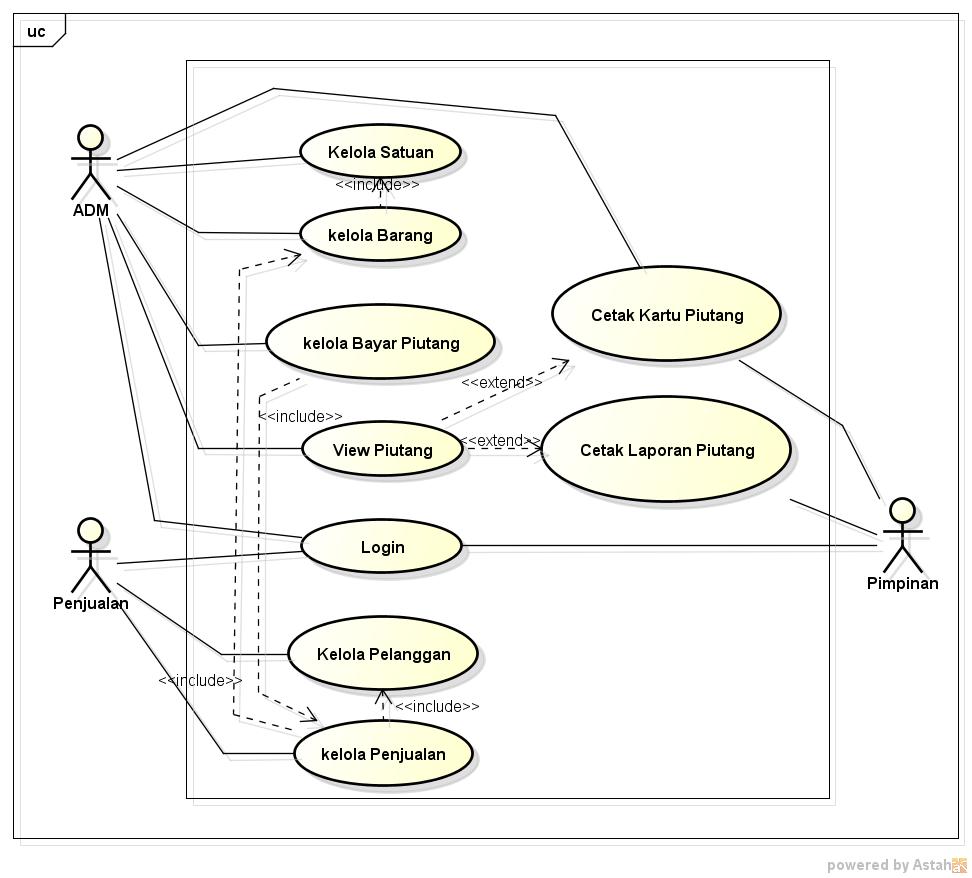 uc
Kelola Satuan
<<include>>
ADM
kelola Barang
Cetak Kartu Piutang
kelola Bayar Piutang
<<extend>>
<<include>>
<<extend>>
View Piutang
Cetak Laporan Piutang
Login
Pimpinan
Penjualan
Kelola Pelanggan
<<include>>
<<include>>
kelola Penjualan
powered by Astah